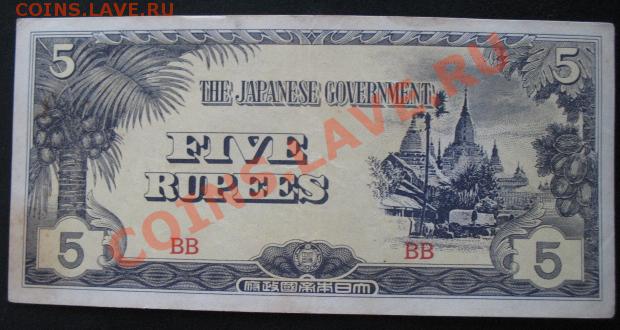 COINS.LAVE.RU
5 5
THE JAPANESE GOVERNMENT
FIVE
RUPEES
COINS.LAVE.RU
BB BB
5 5
府政國帝本日大